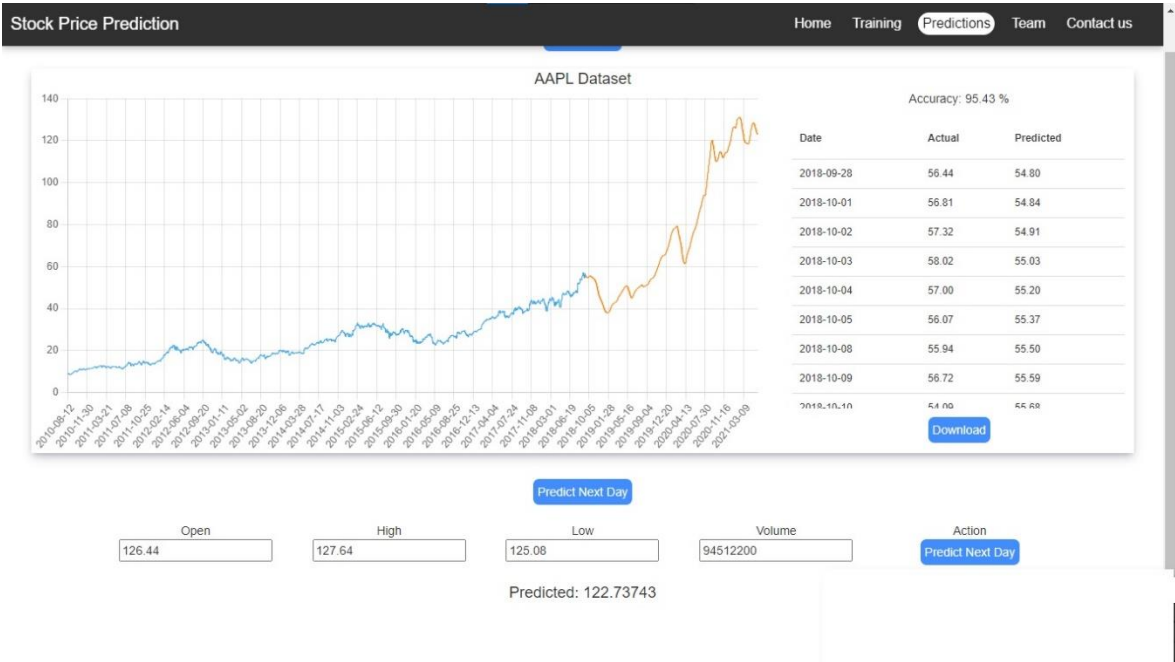 Stock Price Prediction
Home Training Predictions Team Contact us
AAPL Dataset
140
120
100
80
60
40
20
0
2010-08-12 2010-11-30 2011-03-21 2011-07-08 2011-10-25 2012-02-14 2012-06-04 2012-09-20 2013-01-11 2013-05-02 2013-08-20 2013-12-06 2014-03-28 2014-07-17 2014-11-03 2015-02-24 2015-06-12 2015-09-30 2016-01-20 2016-05-09 2016-08-25 2016-12-13 2017-04-04 2017-07-24 2017-11-08 2018-03-01 2018-06-19 2018-10-05 2019-01-28 2019-05-16 2019-09-04 2019-12-20 2020-04-13 2020-07-30 2020-11-16 2021-03-09
Accuracy: 95.43 %
Date Actual Predicted
2018-09-28 56.44 54.80
2018-10-01 56.81 54.84
2018-10-02 57.32 54.91
2018-10-03 58.02 55.03
2018-10-04 57.00 55.20
2018-10-05 56.07 55.37
2018-10-08 55.94 55.50
2018-10-09 56.72 55.59
2018-10-10 54.09 55.68
Download
Predict Next Day
Open High Low Volume Action
126.44 127.64 125.08 94512200 Predict Next Day
Predicted: 122.73743